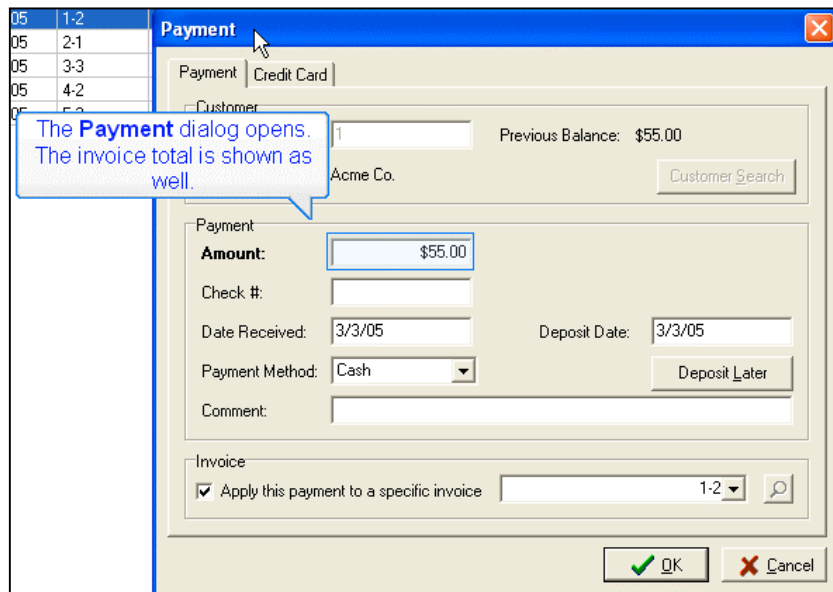 05 1-2
05 2-1
05 3-3
05 4-2
05
Payment
Payment Credit Card
Customer
The Payment dialog opens.
The invoice total is shown as
well.
1
Previous Balance: $55.00
Acme Co.
Customer Search
Payment
Amount: $55.00
Check #:
Date Received: 3/3/05 Deposit Date: 3/3/05
Payment Method: Cash Deposit Later
Comment:
Invoice
Apply this payment to a specific invoice 1-2
OK Cancel